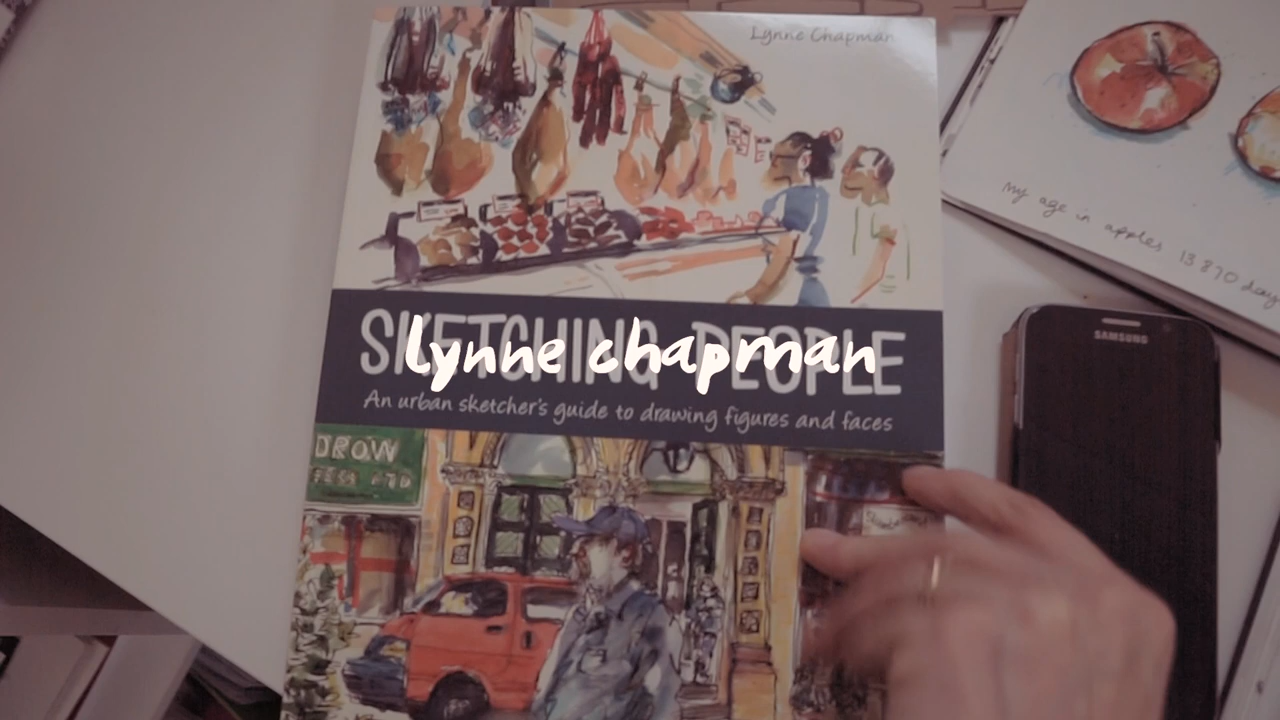 Lynne Chapman
SKETCHING PEOPLE
lynne chapman
An urban sketcher's guide to drawing figures and faces
DROW
SAMSUNG
My age in apples 13 870 days